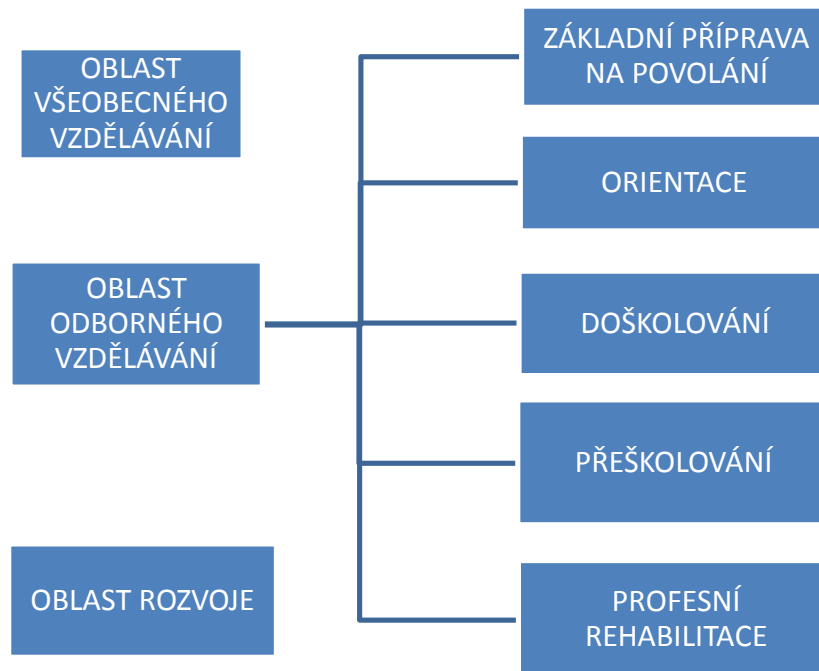 OBLAST
VŠEOBECNÉHO
VZDĚLÁVÁNÍ
OBLAST
ODBORNÉHO
VZDĚLÁVÁNÍ
OBLAST ROZVOJE
ZÁKLADNÍ PŘÍPRAVA
NA POVOLÁNÍ
ORIENTACE
DOŠKOLOVÁNÍ
PŘEŠKOLOVÁNÍ
PROFESNÍ
REHABILITACE